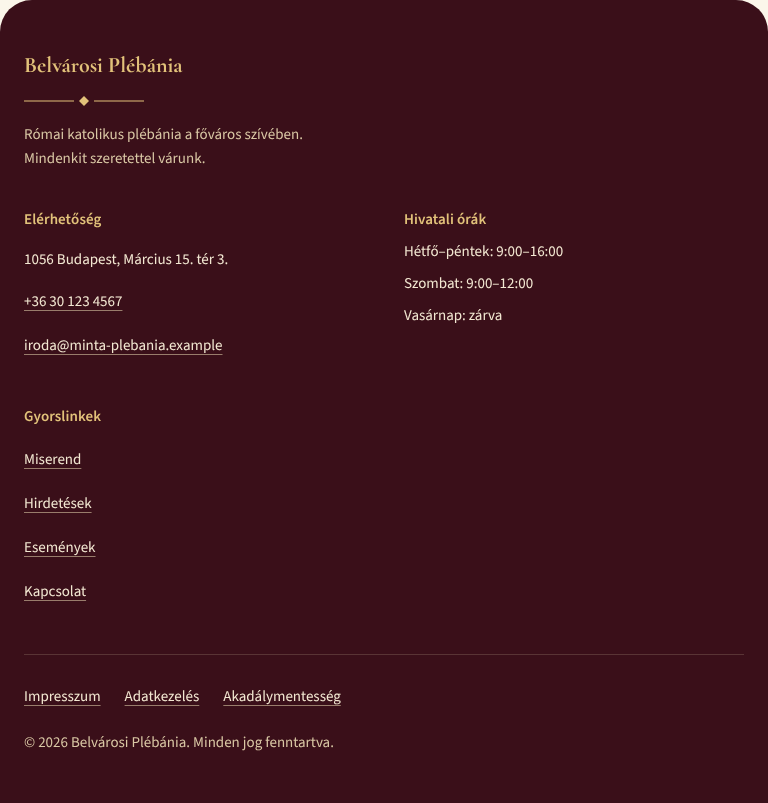 Belvárosi Plébánia
Római katolikus plébánia a főváros szívében.
Mindenkit szeretettel várunk.
Elérhetőség
1056 Budapest, Március 15. tér 3.
+36 30 123 4567
iroda@minta-plebania.example
Hivatali órák
Hétfő–péntek: 9:00–16:00
Szombat: 9:00–12:00
Vasárnap: zárva
Gyorslinkek
Miserend
Hirdetések
Események
Kapcsolat
Impresszum Adatkezelés Akadálymentesség
© 2026 Belvárosi Plébánia. Minden jog fenntartva.